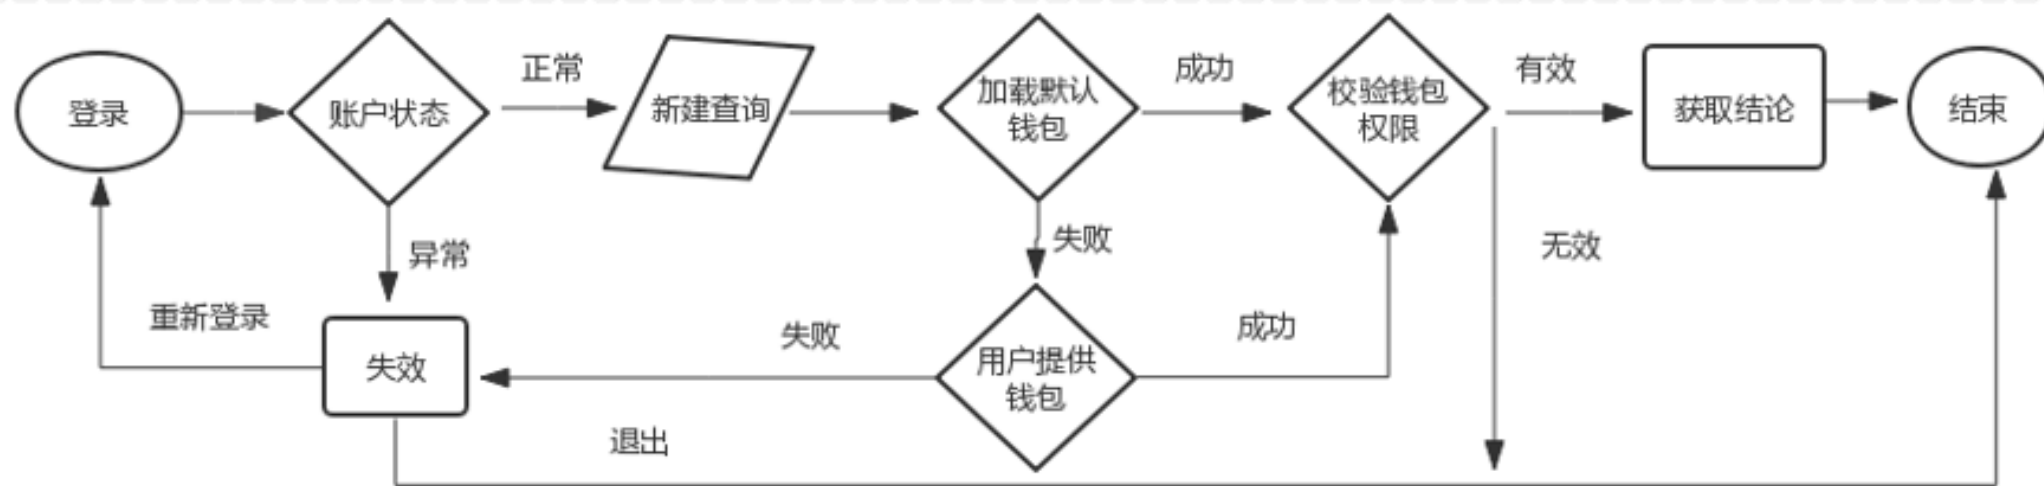 登录
账户状态
正常
新建查询
加载默认
钱包
成功
校验钱包
权限
有效
获取结论
结束
异常
失败
无效
重新登录
失效
失败
用户提供
钱包
成功
退出